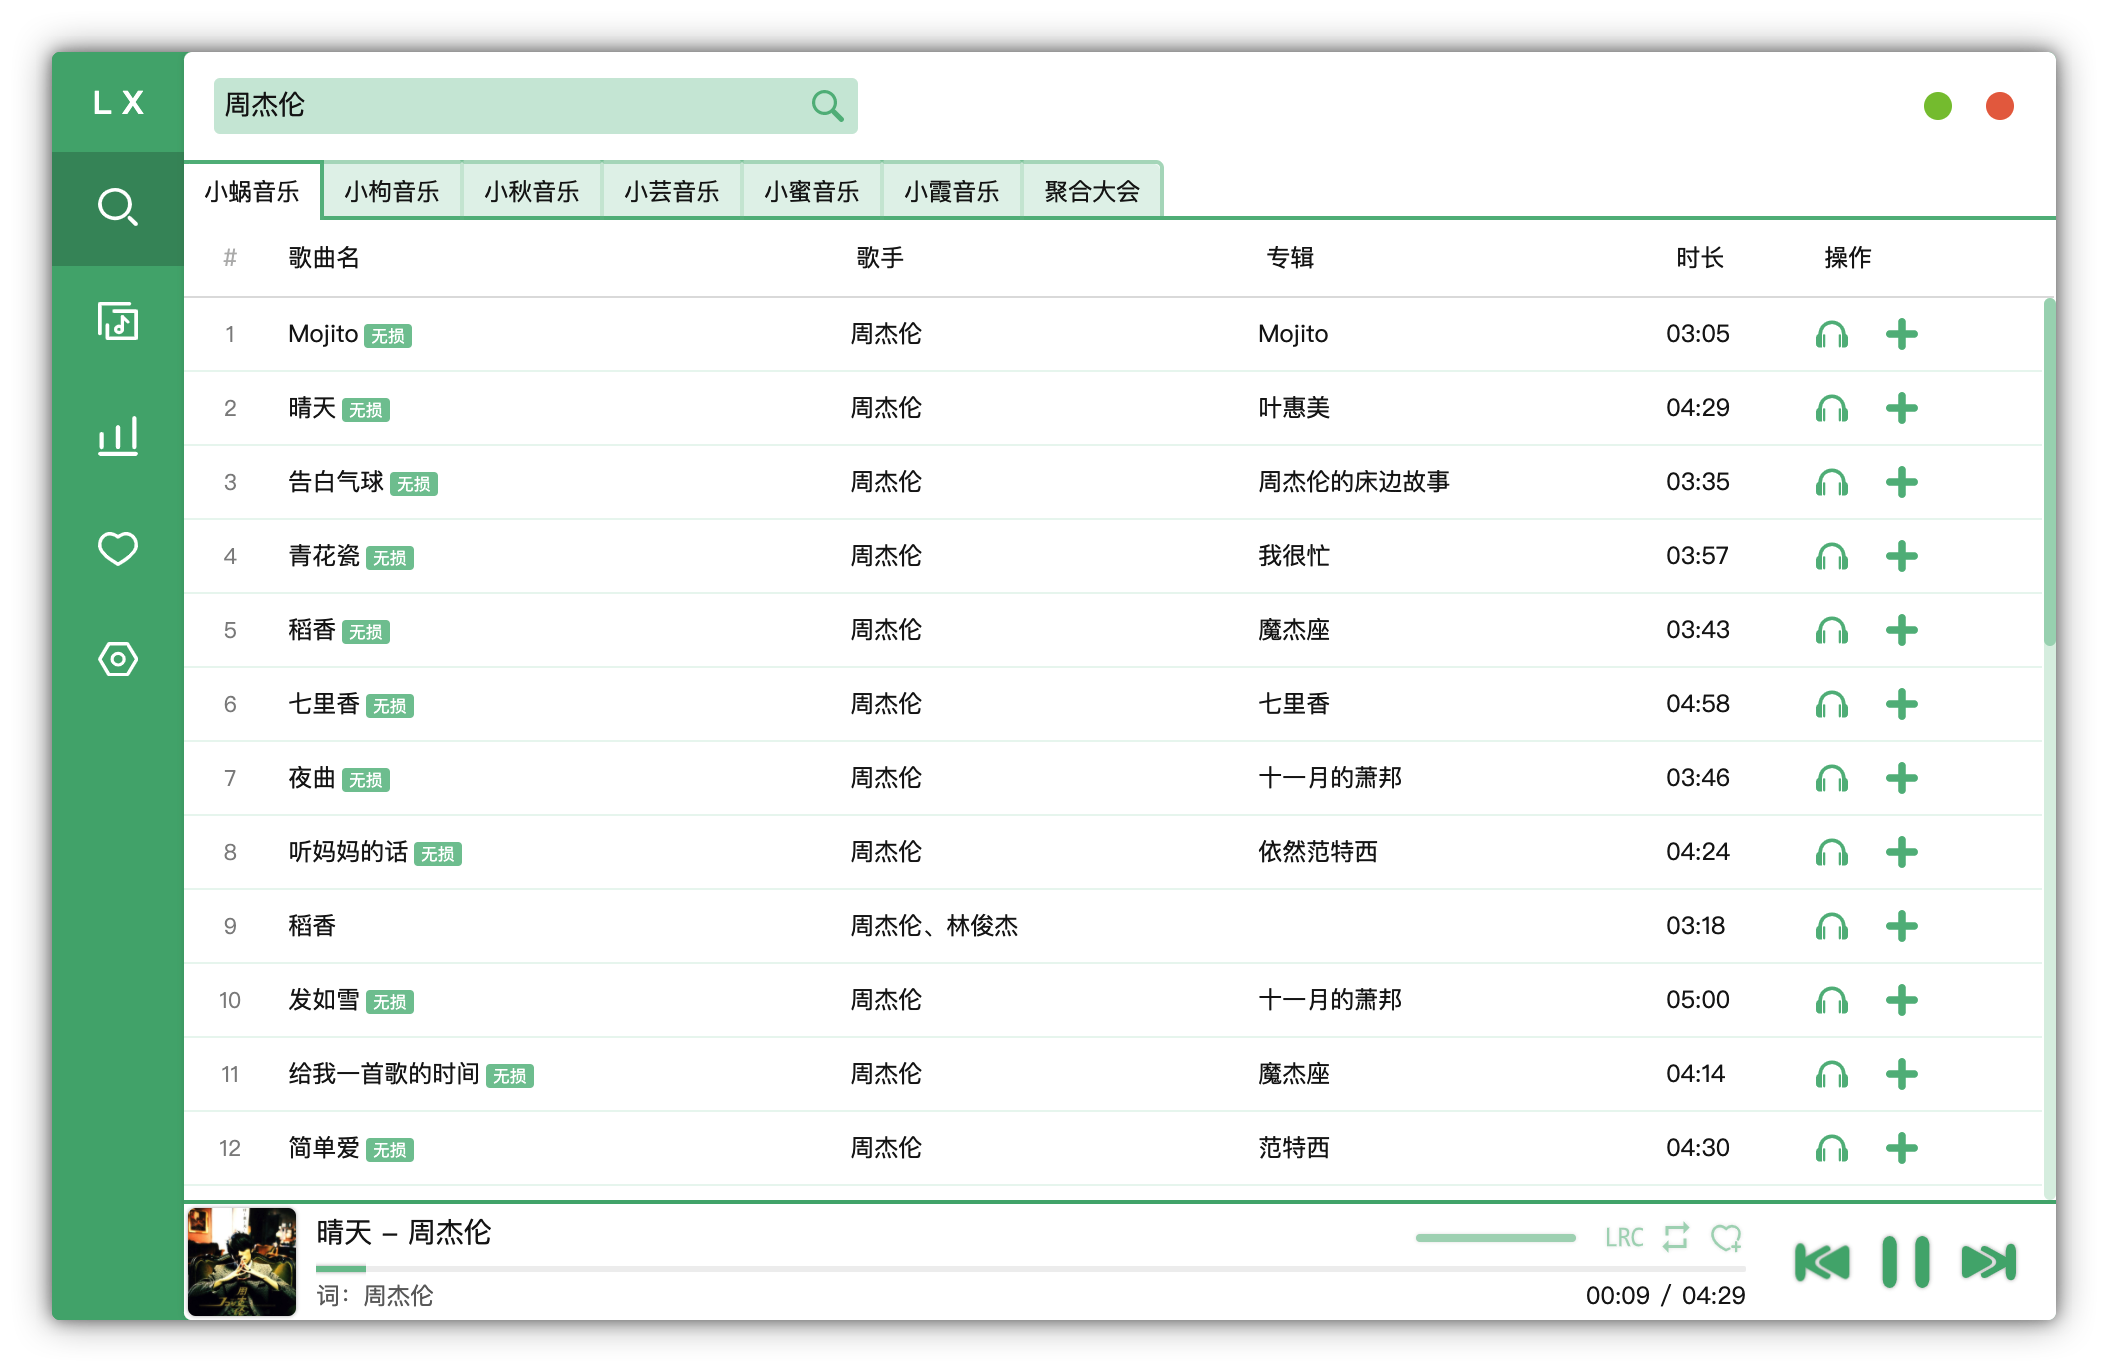 LX
周杰伦
小蜗音乐 小枸音乐 小秋音乐 小芸音乐 小蜜音乐 小霞音乐 聚合大会
# 歌曲名 歌手 专辑 时长 操作
1 Mojito 无损 周杰伦 Mojito 03:05
2 晴天 无损 周杰伦 叶惠美 04:29
3 告白气球 无损 周杰伦 周杰伦的床边故事 03:35
4 青花瓷 无损 周杰伦 我很忙 03:57
5 稻香 无损 周杰伦 魔杰座 03:43
6 七里香 无损 周杰伦 七里香 04:58
7 夜曲 无损 周杰伦 十一月的萧邦 03:46
8 听妈妈的话 无损 周杰伦 依然范特西 04:24
9 稻香 周杰伦、林俊杰 03:18
10 发如雪 无损 周杰伦 十一月的萧邦 05:00
11 给我一首歌的时间 无损 周杰伦 魔杰座 04:14
12 简单爱 无损 周杰伦 范特西 04:30
晴天 – 周杰伦 LRC
词：周杰伦 00:09 / 04:29